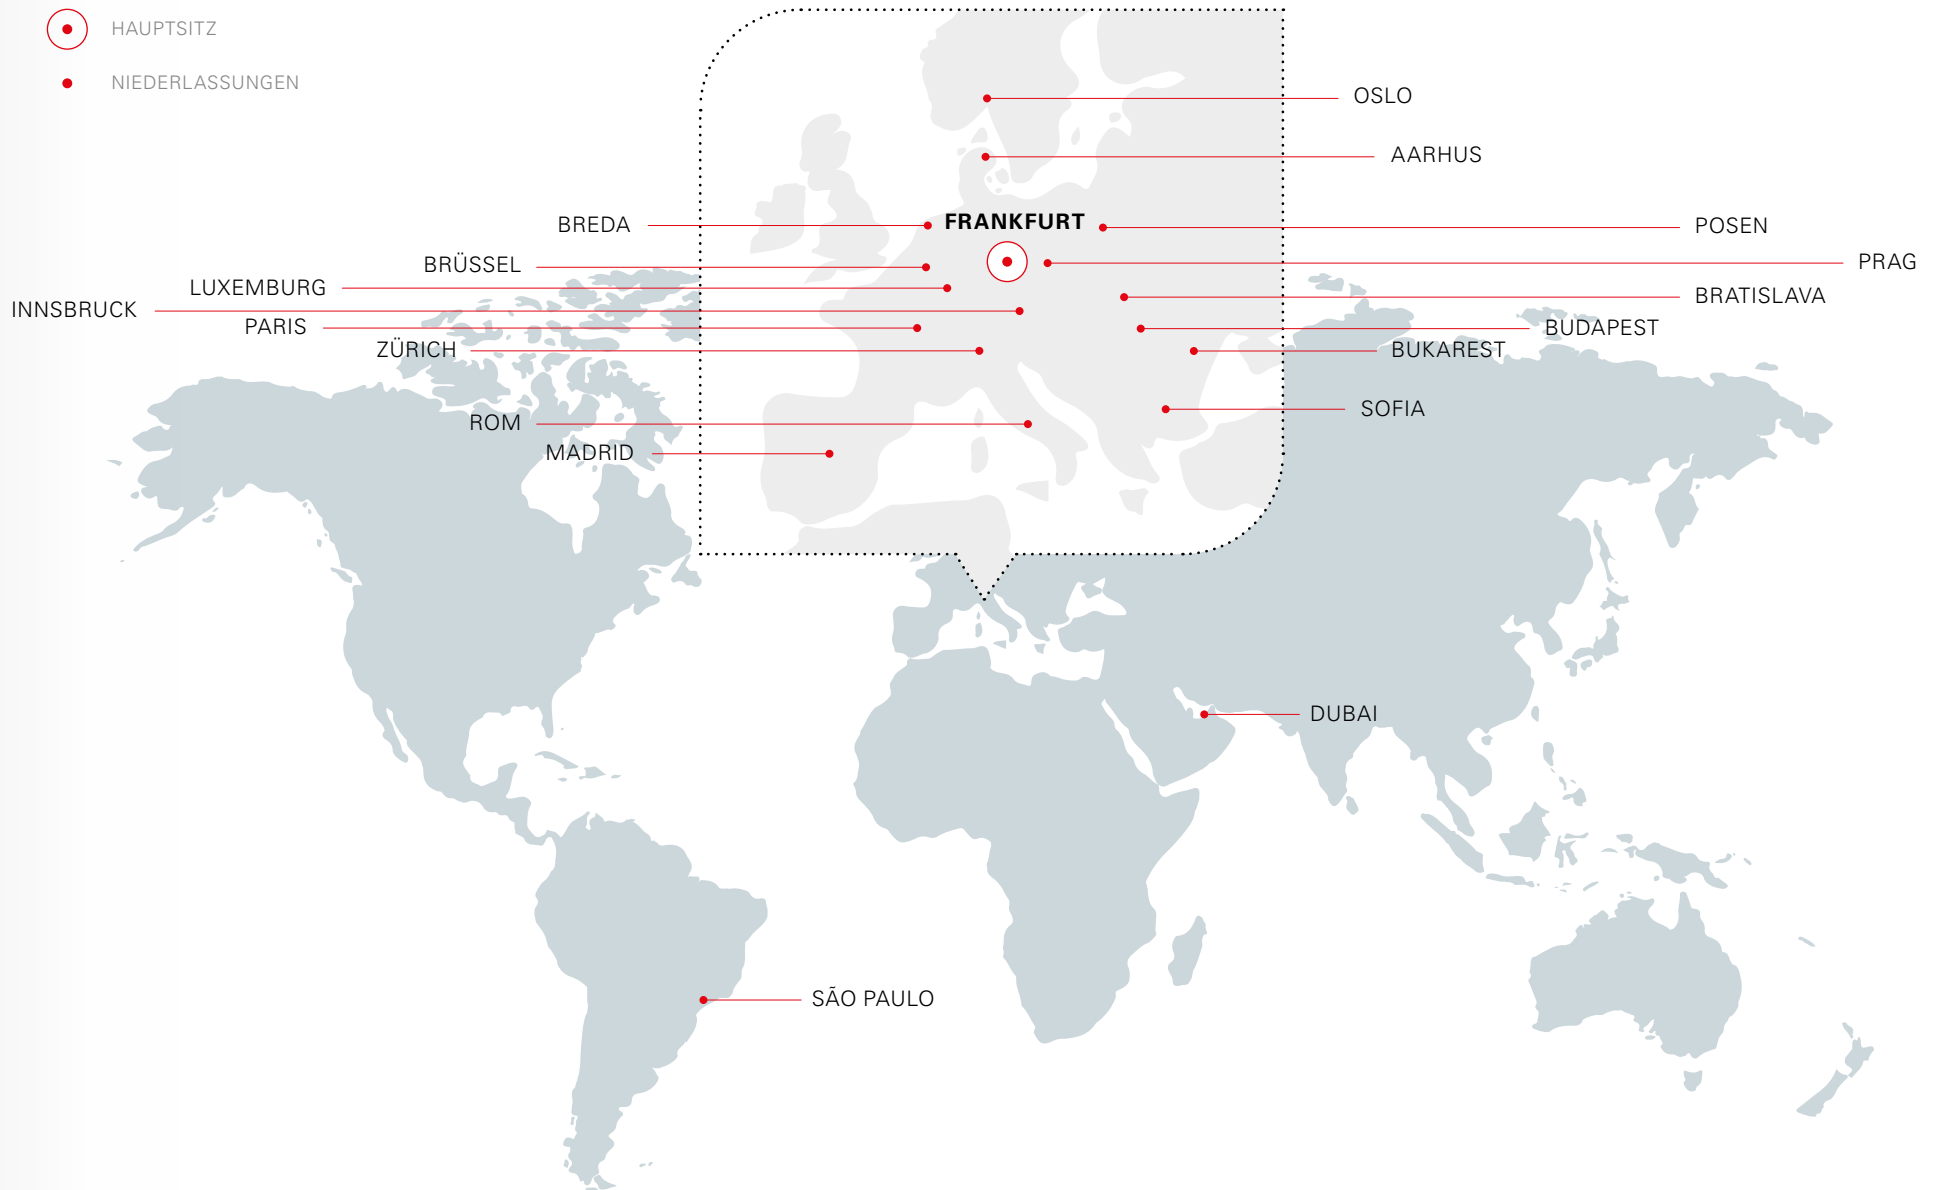 HAUPTSITZ
NIEDERLASSUNGEN
OSLO
AARHUS
BREDA
FRANKFURT
POSEN
BRÜSSEL
PRAG
LUXEMBURG
BRATISLAVA
INNSBRUCK
PARIS
BUDAPEST
ZÜRICH
BUKAREST
SOFIA
ROM
MADRID
DUBAI
SÃO PAULO